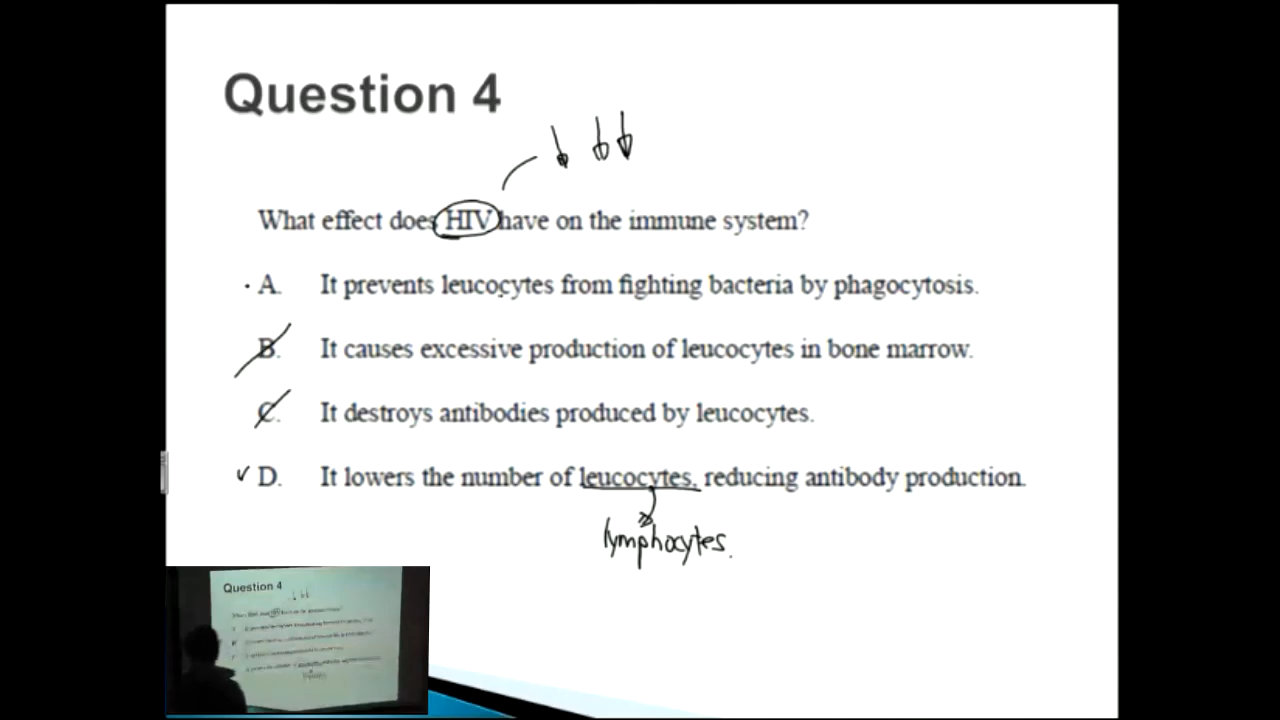 Question 4
What effect does HIV have on the immune system?
A. It prevents leucocytes from fighting bacteria by phagocytosis.
B. It causes excessive production of leucocytes in bone marrow.
C. It destroys antibodies produced by leucocytes.
D. It lowers the number of leucocytes, reducing antibody production.
lymphocytes.
Question 4